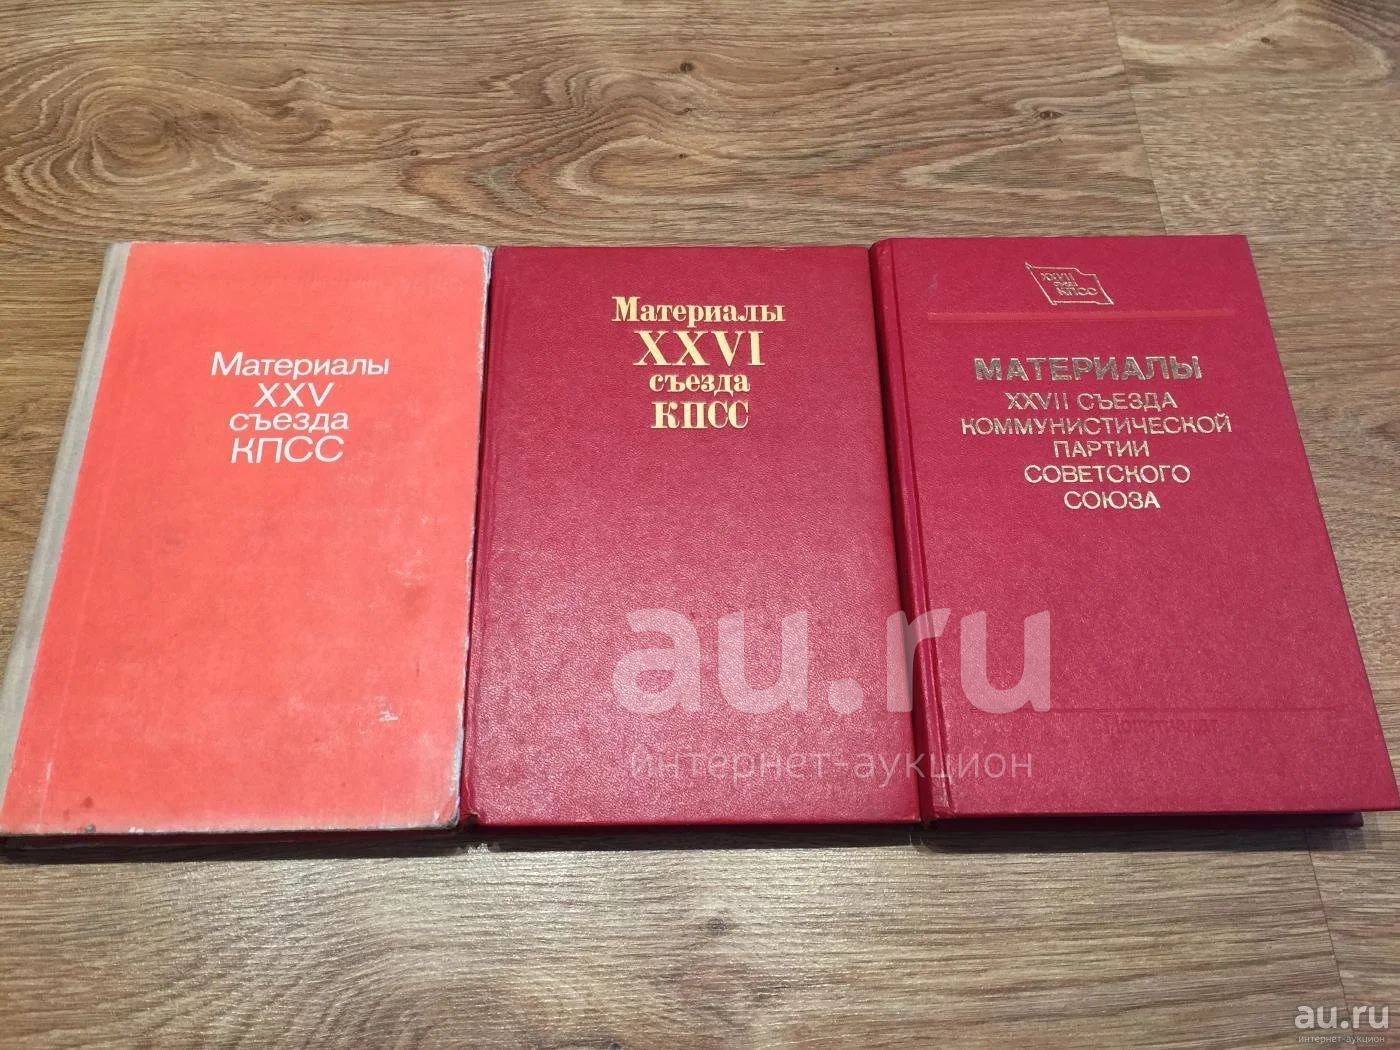 Материалы
XXV
съезда
КПСС
Материалы
XXVI
съезда
КПСС
XXVII
съезд
КПСС
МАТЕРИАЛЫ
XXVII СЪЕЗДА
КОММУНИСТИЧЕСКОЙ
ПАРТИИ
СОВЕТСКОГО
СОЮЗА
Политиздат
au.ru
интернет-аукцион
au.ru
интернет-аукцион